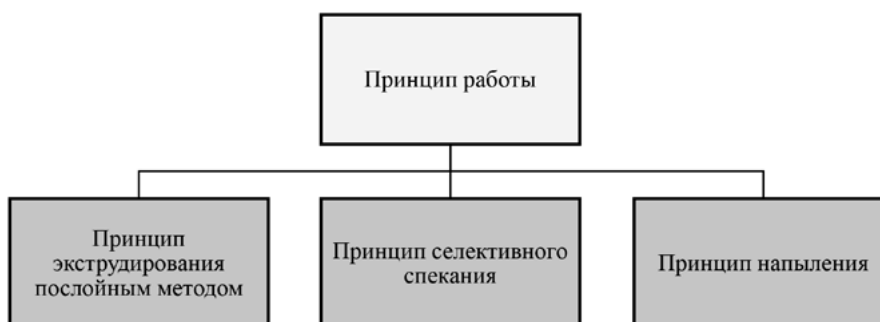 Принцип работы
Принцип
экструдирования
послойным методом
Принцип селективного
спекания
Принцип напыления